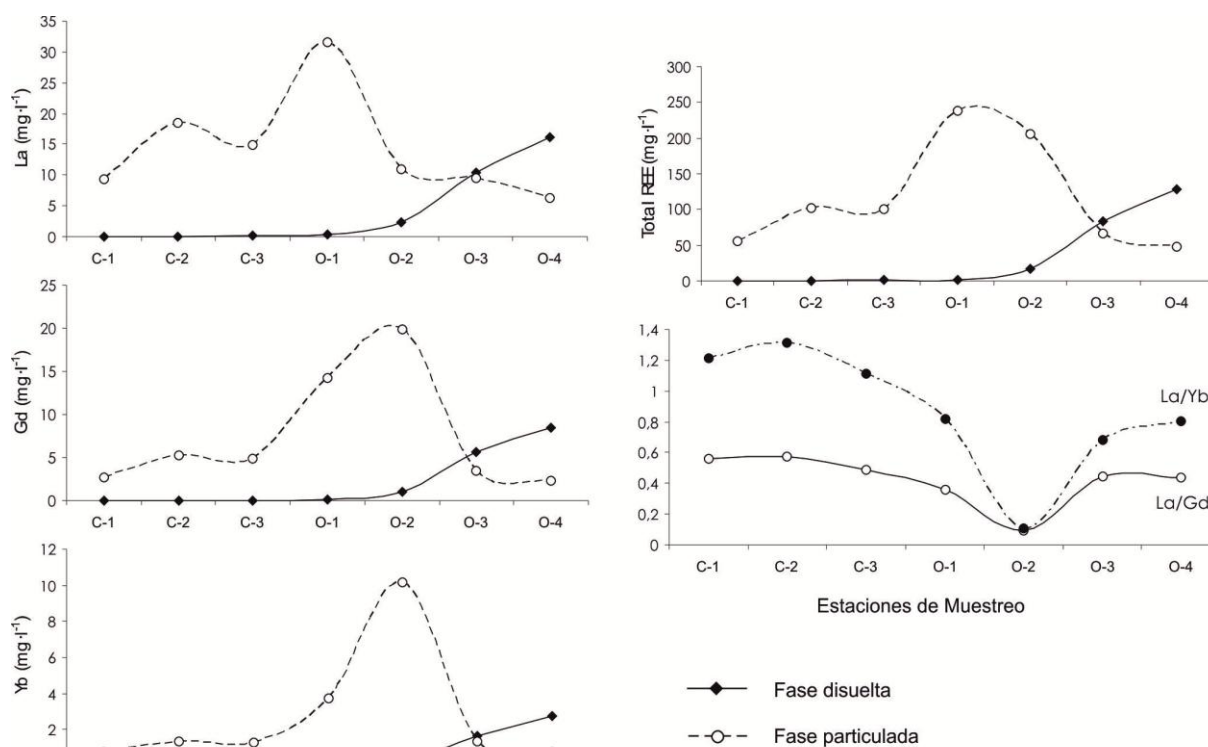 La (mg·l⁻¹)
35
30
25
20
15
10
5
0
C-1 C-2 C-3 O-1 O-2 O-3 O-4
Gd (mg·l⁻¹)
25
20
15
10
5
0
C-1 C-2 C-3 O-1 O-2 O-3 O-4
Yb (mg·l⁻¹)
12
10
8
6
4
2
Total REE (mg·l⁻¹)
300
250
200
150
100
50
0
C-1 C-2 C-3 O-1 O-2 O-3 O-4
1,4
1,2
1
0,8
0,6
0,4
0,2
0
La/Yb
La/Gd
C-1 C-2 C-3 O-1 O-2 O-3 O-4
Estaciones de Muestreo
Fase disuelta
Fase particulada